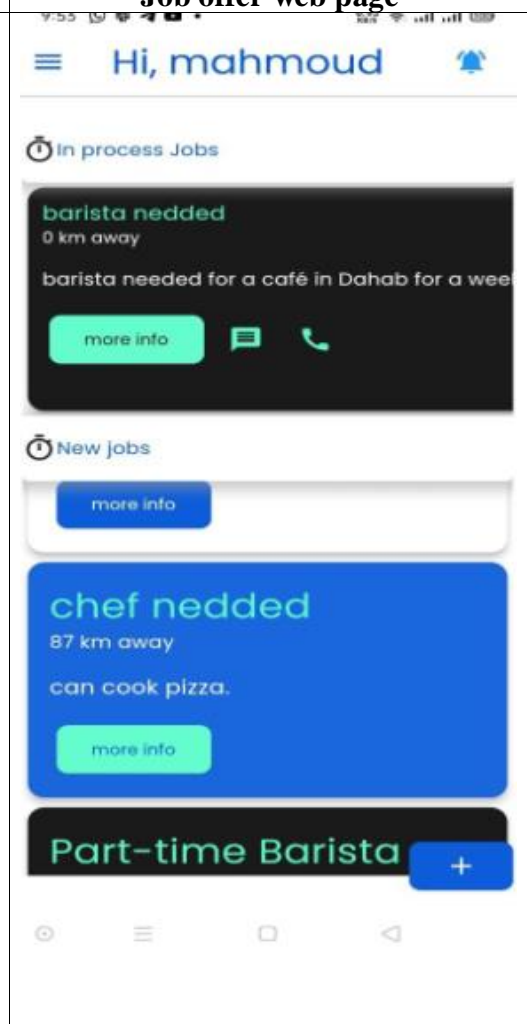 Job offer web page
9:53
Hi, mahmoud
In process Jobs
barista nedded
0 km away
barista needed for a café in Dahab for a wee
more info
New jobs
more info
chef nedded
87 km away
can cook pizza.
more info
Part-time Barista
+